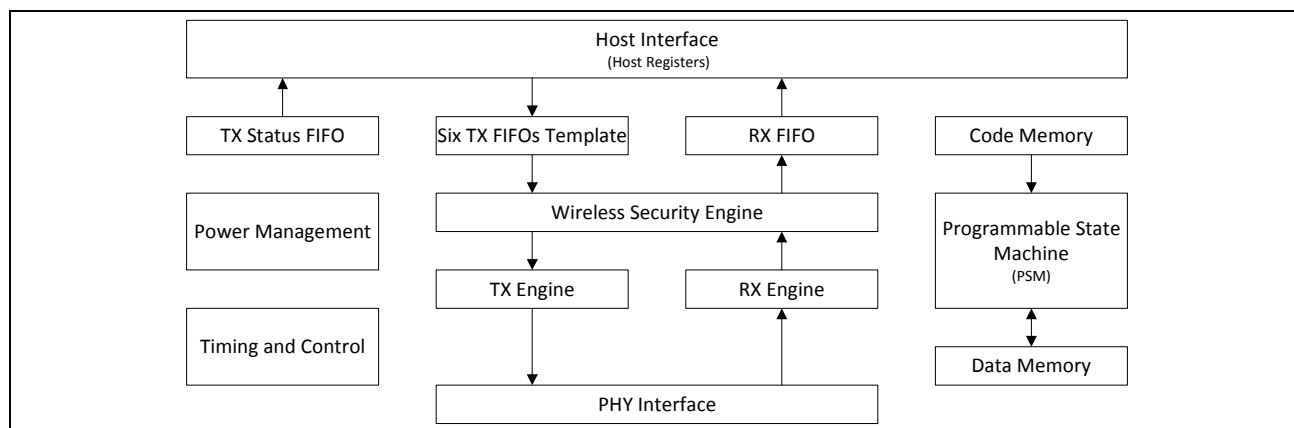 Host Interface
(Host Registers)
TX Status FIFO
Six TX FIFOs Template
RX FIFO
Code Memory
Power Management
Wireless Security Engine
Programmable State
Machine
(PSM)
TX Engine
RX Engine
Timing and Control
Data Memory
PHY Interface